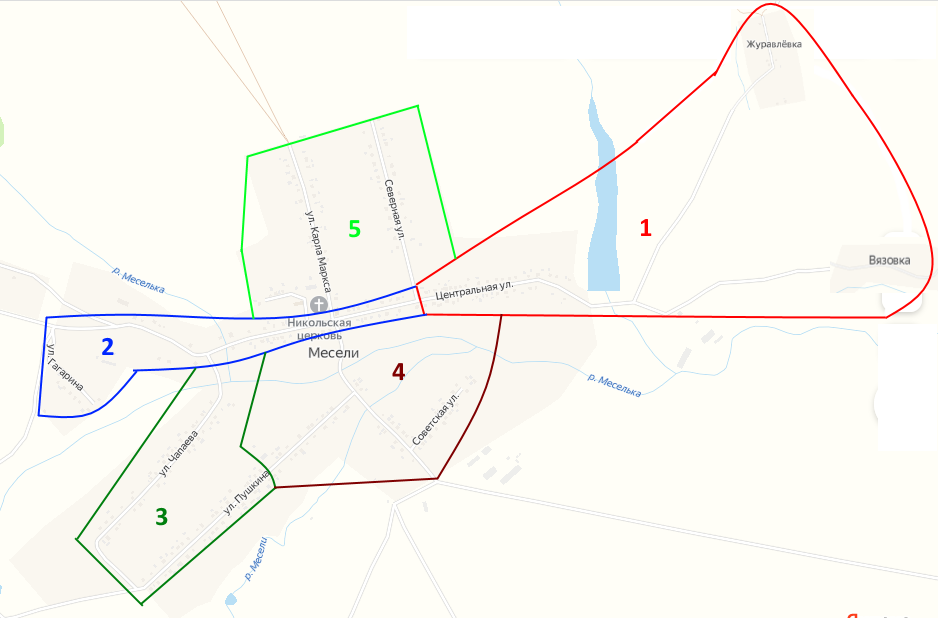 Журавлёвка
1
Вязовка
5
Северная ул.
ул. Карла Маркса
Центральная ул.
р. Меселька
Никольская
церковь
Месели
2
ул. Гагарина
4
р. Меселька
Советская ул.
ул. Чапаева
ул. Пушкина
3
р. Месели